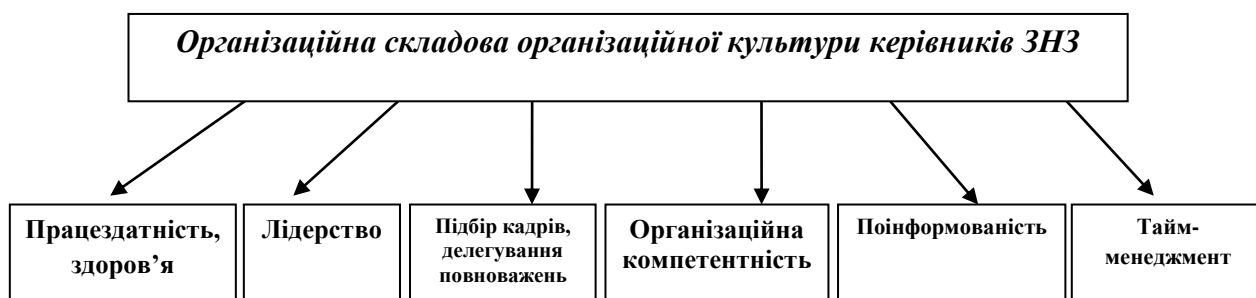 Організаційна складова організаційної культури керівників ЗНЗ
Працездатність,
здоров’я
Лідерство
Підбір кадрів,
делегування
повноважень
Організаційна
компетентність
Поінформованість
Тайм-
менеджмент